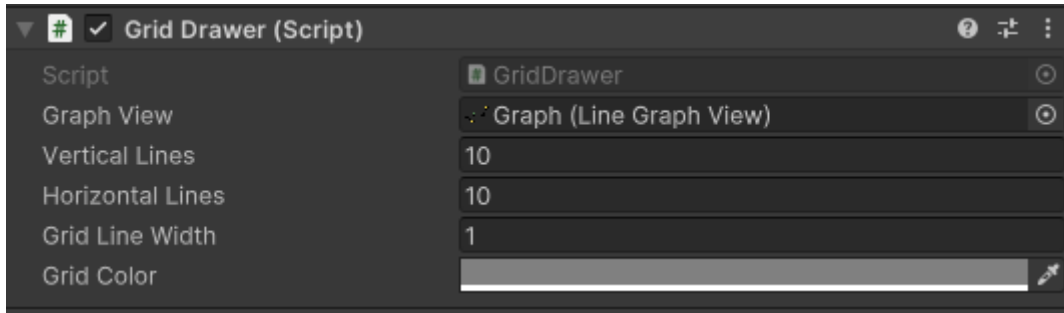 Grid Drawer (Script)
Script GridDrawer
Graph View Graph (Line Graph View)
Vertical Lines 10
Horizontal Lines 10
Grid Line Width 1
Grid Color